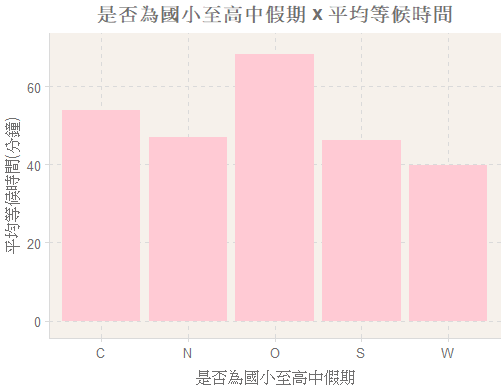 是否為國小至高中假期 x 平均等候時間
平均等候時間(分鐘)
60
40
20
0
C N O S W
是否為國小至高中假期